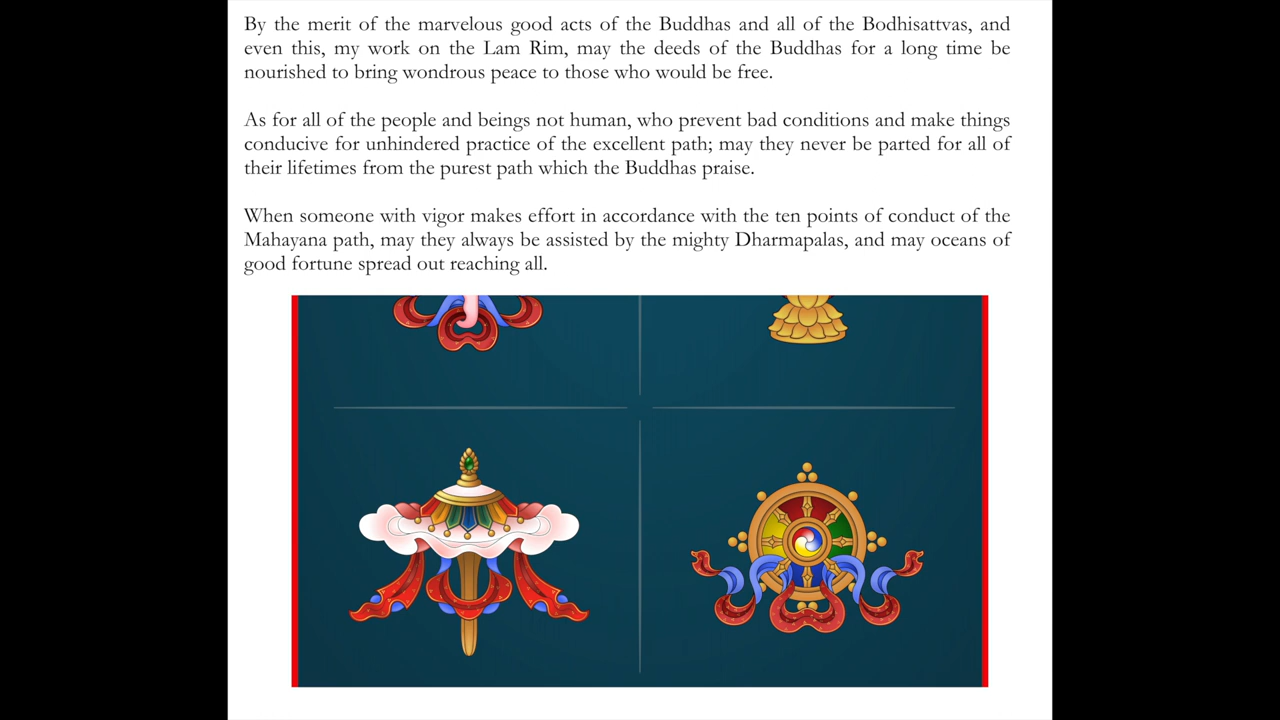 By the merit of the marvelous good acts of the Buddhas and all of the Bodhisattvas, and
even this, my work on the Lam Rim, may the deeds of the Buddhas for a long time be
nourished to bring wondrous peace to those who would be free.
As for all of the people and beings not human, who prevent bad conditions and make things
conducive for unhindered practice of the excellent path; may they never be parted for all of
their lifetimes from the purest path which the Buddhas praise.
When someone with vigor makes effort in accordance with the ten points of conduct of the
Mahayana path, may they always be assisted by the mighty Dharmapalas, and may oceans of
good fortune spread out reaching all.